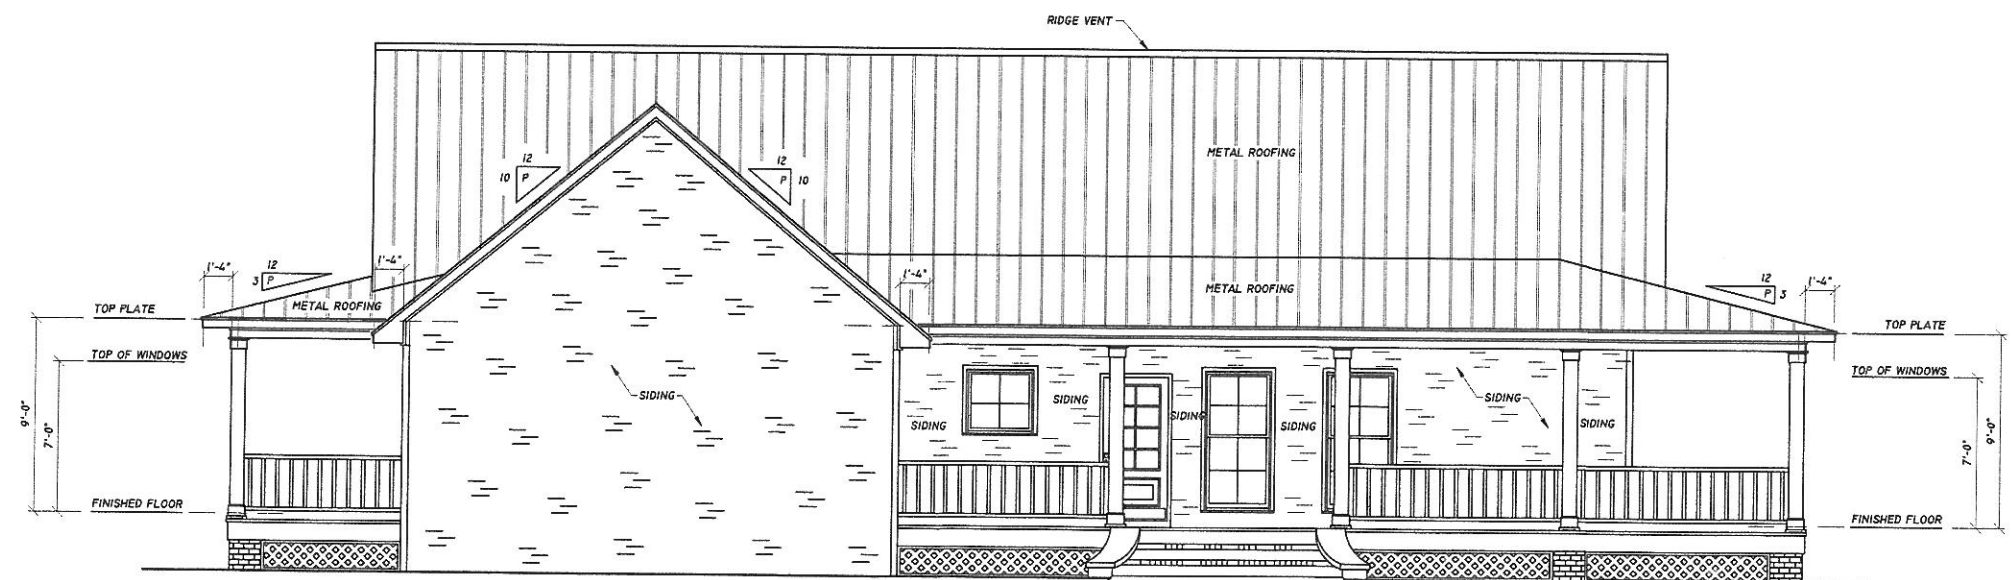 RIDGE VENT
METAL ROOFING
12
10
P
12
P
10
1'-4"
12
3
P
1'-4"
1'-4"
12
P
3
1'-4"
METAL ROOFING
METAL ROOFING
TOP PLATE
TOP PLATE
TOP OF WINDOWS
TOP OF WINDOWS
SIDING
SIDING
SIDING
SIDING
SIDING
SIDING
SIDING
9'-0"
7'-0"
7'-0"
9'-0"
FINISHED FLOOR
FINISHED FLOOR